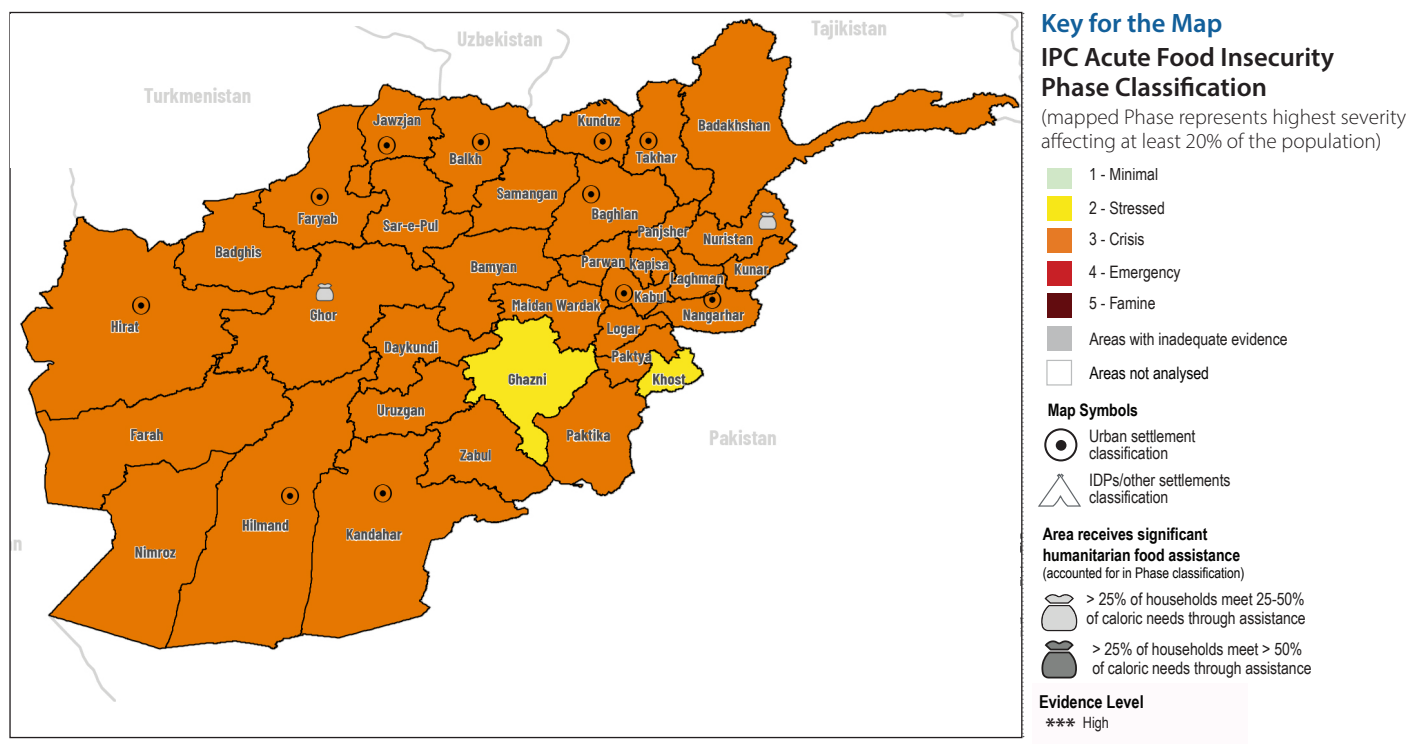 Uzbekistan
Tajikistan
Turkmenistan
Jawzjan
Balkh
Kunduz
Takhar
Badakhshan
Faryab
Sar-e-Pul
Samangan
Baghlan
Panjsher
Nuristan
Badghis
Bamyan
Parwan
Kapisa
Laghman
Kunar
Hirat
Ghor
Maidan Wardak
Kabul
Nangarhar
Daykundi
Logar
Paktya
Ghazni
Khost
Uruzgan
Farah
Zabul
Paktika
Pakistan
Hilmand
Kandahar
Nimroz
an
Key for the Map
IPC Acute Food Insecurity
Phase Classification
(mapped Phase represents highest severity
affecting at least 20% of the population)
1 - Minimal
2 - Stressed
3 - Crisis
4 - Emergency
5 - Famine
Areas with inadequate evidence
Areas not analysed
Map Symbols
Urban settlement
classification
IDPs/other settlements
classification
Area receives significant
humanitarian food assistance
(accounted for in Phase classification)
> 25% of households meet 25-50%
of caloric needs through assistance
> 25% of households meet > 50%
of caloric needs through assistance
Evidence Level
*** High